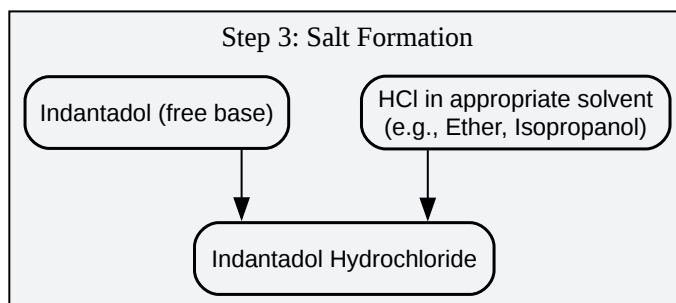 Step 3: Salt Formation
Indantadol (free base)
HCl in appropriate solvent
(e.g., Ether, Isopropanol)
Indantadol Hydrochloride